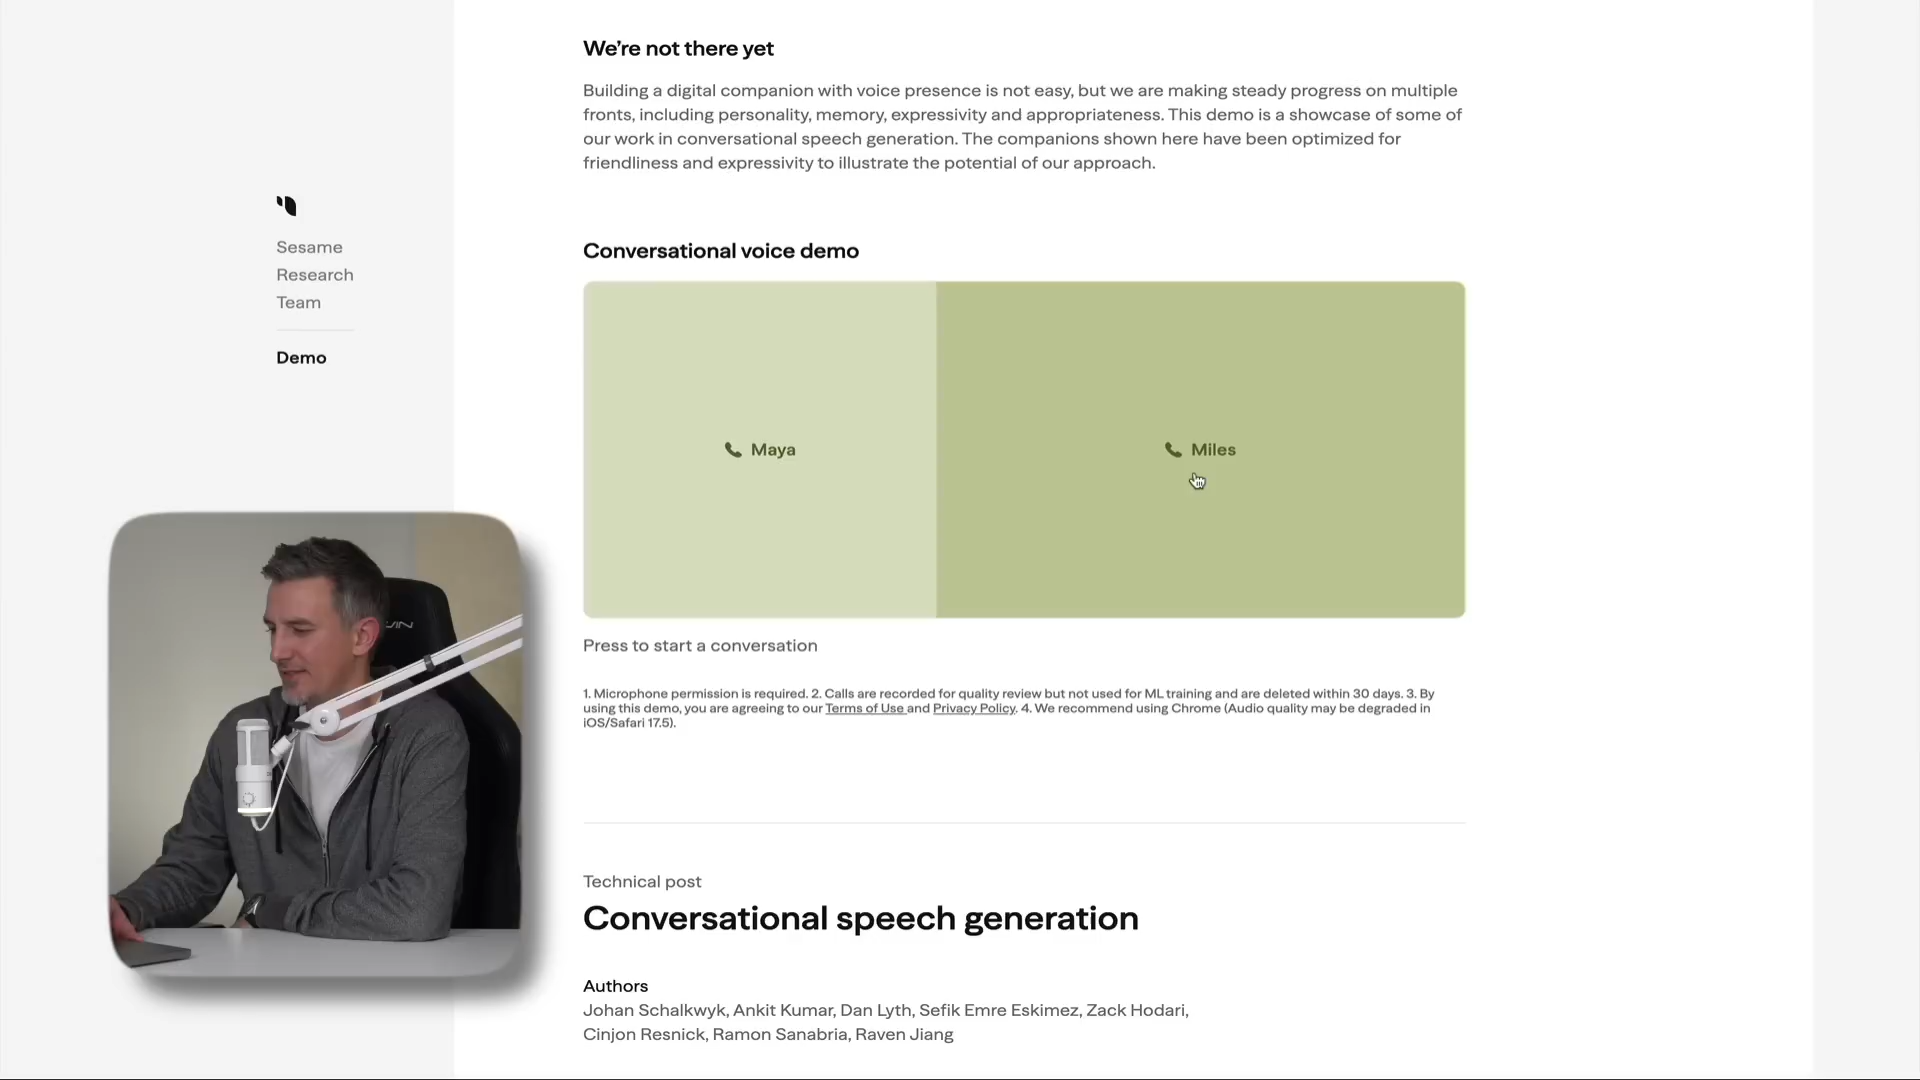 We're not there yet
Building a digital companion with voice presence is not easy, but we are making steady progress on multiple
fronts, including personality, memory, expressivity and appropriateness. This demo is a showcase of some of
our work in conversational speech generation. The companions shown here have been optimized for
friendliness and expressivity to illustrate the potential of our approach.
Sesame
Research
Team
Demo
Conversational voice demo
Maya
Miles
Press to start a conversation
1. Microphone permission is required. 2. Calls are recorded for quality review but not used for ML training and are deleted within 30 days. 3. By
using this demo, you are agreeing to our Terms of Use and Privacy Policy. 4. We recommend using Chrome (Audio quality may be degraded in
iOS/Safari 17.5).
Technical post
Conversational speech generation
Authors
Johan Schalkwyk, Ankit Kumar, Dan Lyth, Sefik Emre Eskimez, Zack Hodari,
Cinjon Resnick, Ramon Sanabria, Raven Jiang